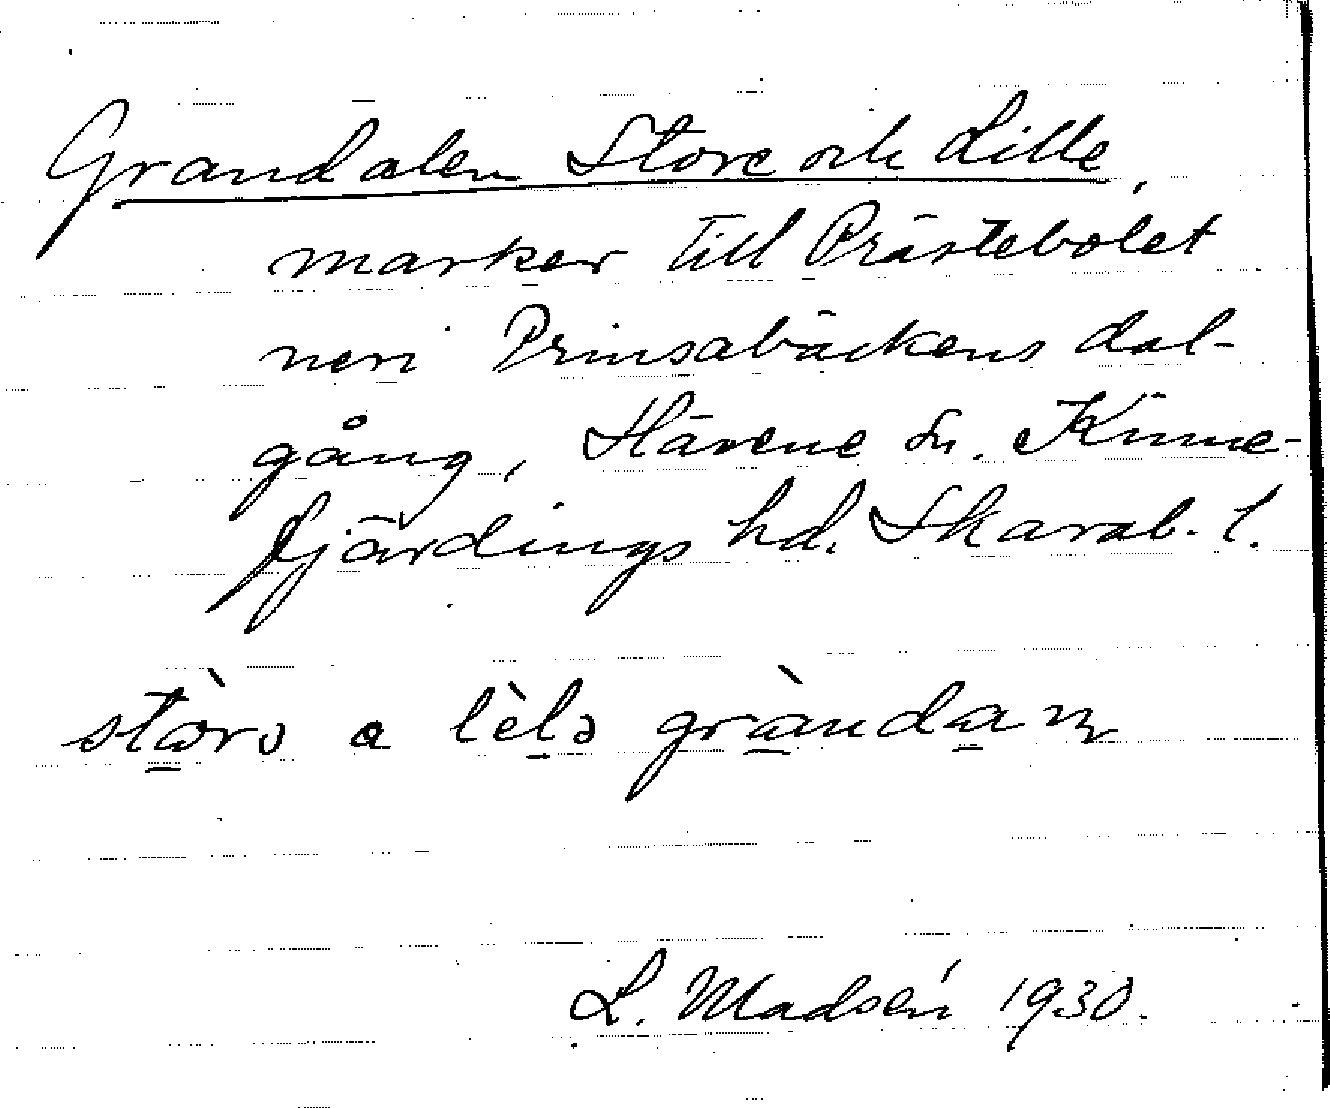 Grandalen Store och Lille,
marker till Prästebolet
neri Prinsabäckens dal-
gång, Hävene sn. Kinne-
fjärdings hd. Skarab. l.
stòrə a lèlə gràndan
L. Madsén 1930.